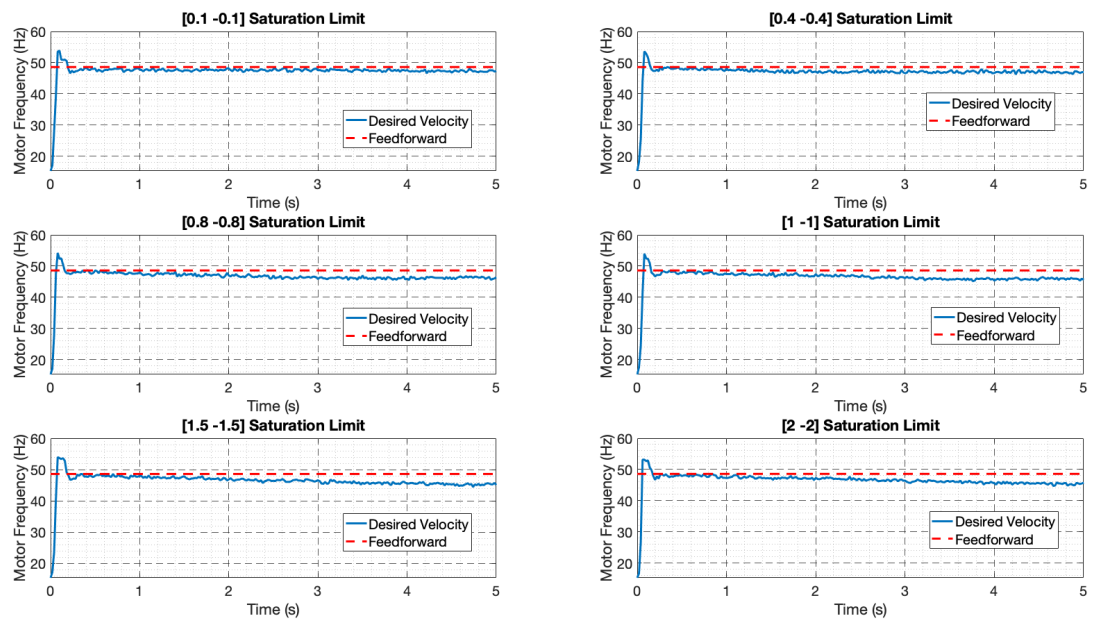 [0.1 -0.1] Saturation Limit
Motor Frequency (Hz)
60
50
40
30
20
Desired Velocity
Feedforward
0 1 2 3 4 5
Time (s)
[0.4 -0.4] Saturation Limit
Motor Frequency (Hz)
60
50
40
30
20
Desired Velocity
Feedforward
0 1 2 3 4 5
Time (s)
[0.8 -0.8] Saturation Limit
Motor Frequency (Hz)
60
50
40
30
20
Desired Velocity
Feedforward
0 1 2 3 4 5
Time (s)
[1 -1] Saturation Limit
Motor Frequency (Hz)
60
50
40
30
20
Desired Velocity
Feedforward
0 1 2 3 4 5
Time (s)
[1.5 -1.5] Saturation Limit
Motor Frequency (Hz)
60
50
40
30
20
Desired Velocity
Feedforward
0 1 2 3 4 5
Time (s)
[2 -2] Saturation Limit
Motor Frequency (Hz)
60
50
40
30
20
Desired Velocity
Feedforward
0 1 2 3 4 5
Time (s)